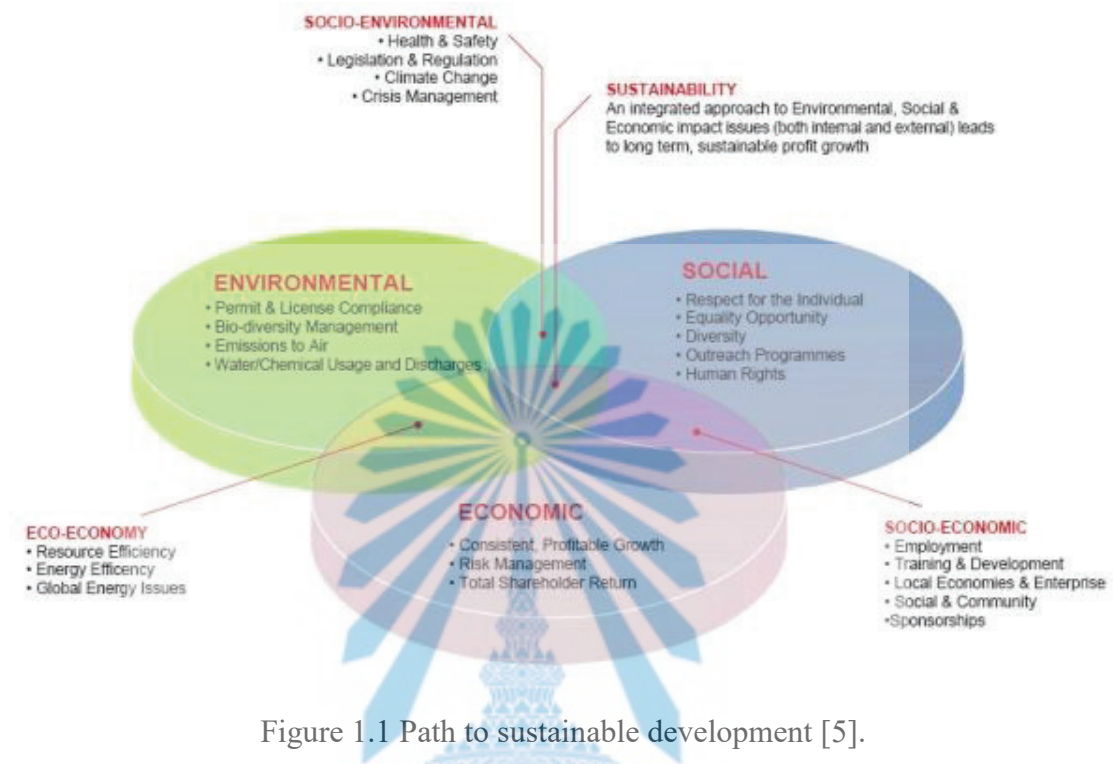 SOCIO-ENVIRONMENTAL
• Health & Safety
• Legislation & Regulation
• Climate Change
• Crisis Management
SUSTAINABILITY
An integrated approach to Environmental, Social &
Economic impact issues (both internal and external) leads
to long term, sustainable profit growth
ENVIRONMENTAL
• Permit & License Compliance
• Bio-diversity Management
• Emissions to Air
• Water/Chemical Usage and Discharges
SOCIAL
• Respect for the Individual
• Equality Opportunity
• Diversity
• Outreach Programmes
• Human Rights
ECO-ECONOMY
• Resource Efficiency
• Energy Efficency
• Global Energy Issues
ECONOMIC
• Consistent, Profitable Growth
• Risk Management
• Total Shareholder Return
SOCIO-ECONOMIC
• Employment
• Training & Development
• Local Economies & Enterprise
• Social & Community
•Sponsorships
Figure 1.1 Path to sustainable development [5].